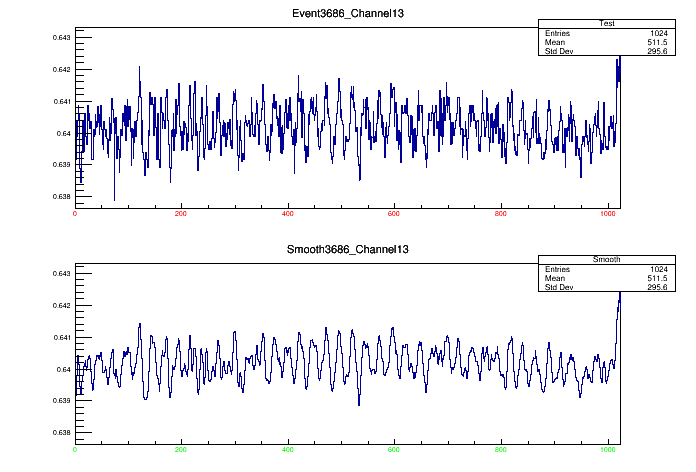 Event3686_Channel13
Test
Entries 1024
Mean 511.5
Std Dev 295.6
0.643
0.642
0.641
0.64
0.639
0.638
0 200 400 600 800 1000
Smooth3686_Channel13
Smooth
Entries 1024
Mean 511.5
Std Dev 295.6
0.643
0.642
0.641
0.64
0.639
0.638
0 200 400 600 800 1000